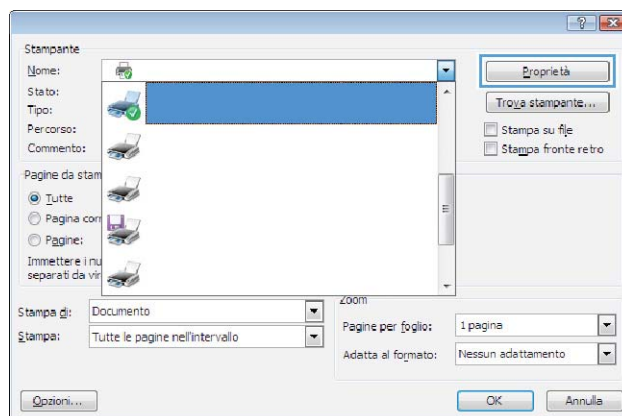 Stampante
Nome:
Proprietà
Stato:
Tipo:
Trova stampante...
Percorso:
Stampa su file
Commento:
Stampa fronte retro
Pagine da stam
Tutte
Pagina corr
Pagine:
Immettere i nu
separati da vir
Zoom
Stampa di: Documento
Pagine per foglio: 1 pagina
Stampa: Tutte le pagine nell'intervallo
Adatta al formato: Nessun adattamento
Opzioni...
OK
Annulla